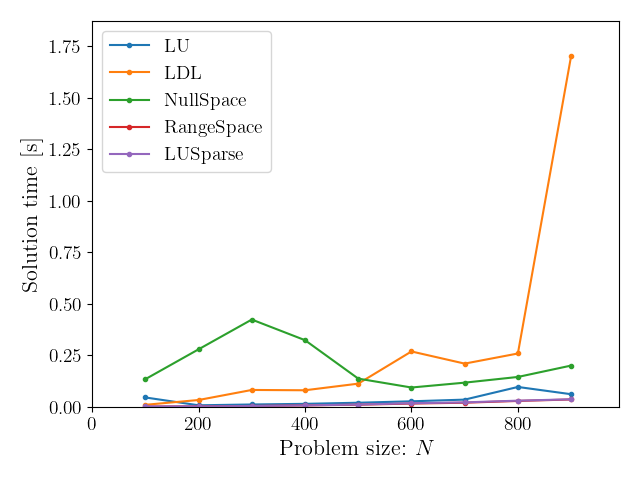 LU
LDL
NullSpace
RangeSpace
LUSparse
Solution time [s]
1.75
1.50
1.25
1.00
0.75
0.50
0.25
0.00
0 200 400 600 800
Problem size: N